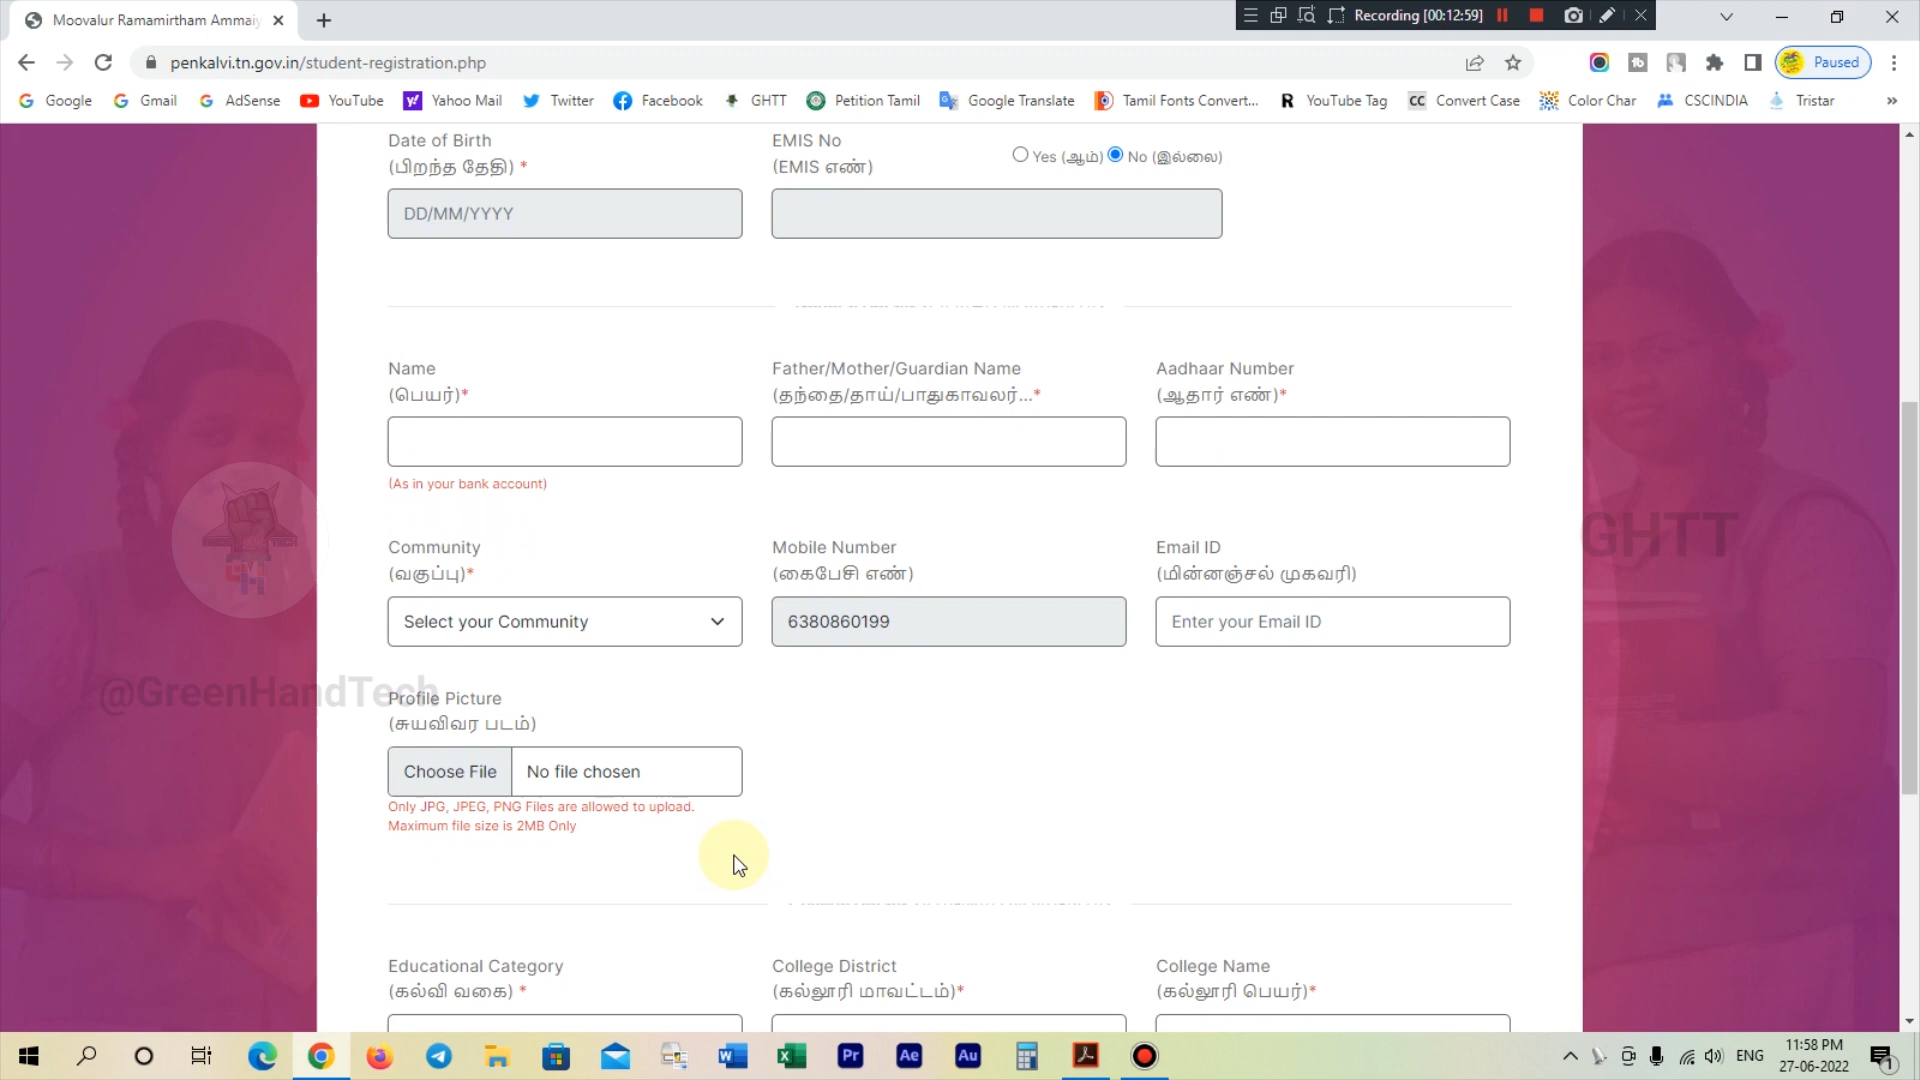 Moovalur Ramamirtham Ammaiy
Recording [00:12:59]
penkalvi.tn.gov.in/student-registration.php
Paused
Google Gmail AdSense YouTube Yahoo Mail Twitter Facebook GHTT Petition Tamil Google Translate Tamil Fonts Convert... YouTube Tag Convert Case Color Char CSCINDIA Tristar »
Date of Birth
(பிறந்த தேதி) *
DD/MM/YYYY
EMIS No
(EMIS எண்)
Yes (ஆம்) No (இல்லை)
Name
(பெயர்)*
(As in your bank account)
Father/Mother/Guardian Name
(தந்தை/தாய்/பாதுகாவலர்...*
Aadhaar Number
(ஆதார் எண்)*
Community
(வகுப்பு)*
Select your Community
Mobile Number
(கைபேசி எண்)
6380860199
Email ID
(மின்னஞ்சல் முகவரி)
Enter your Email ID
GHTT
@GreenHandTech
Profile Picture
(சுயவிவர படம்)
Choose File No file chosen
Only JPG, JPEG, PNG Files are allowed to upload.
Maximum file size is 2MB Only
Educational Category
(கல்வி வகை) *
College District
(கல்லூரி மாவட்டம்)*
College Name
(கல்லூரி பெயர்)*
ENG
11:58 PM
27-06-2022